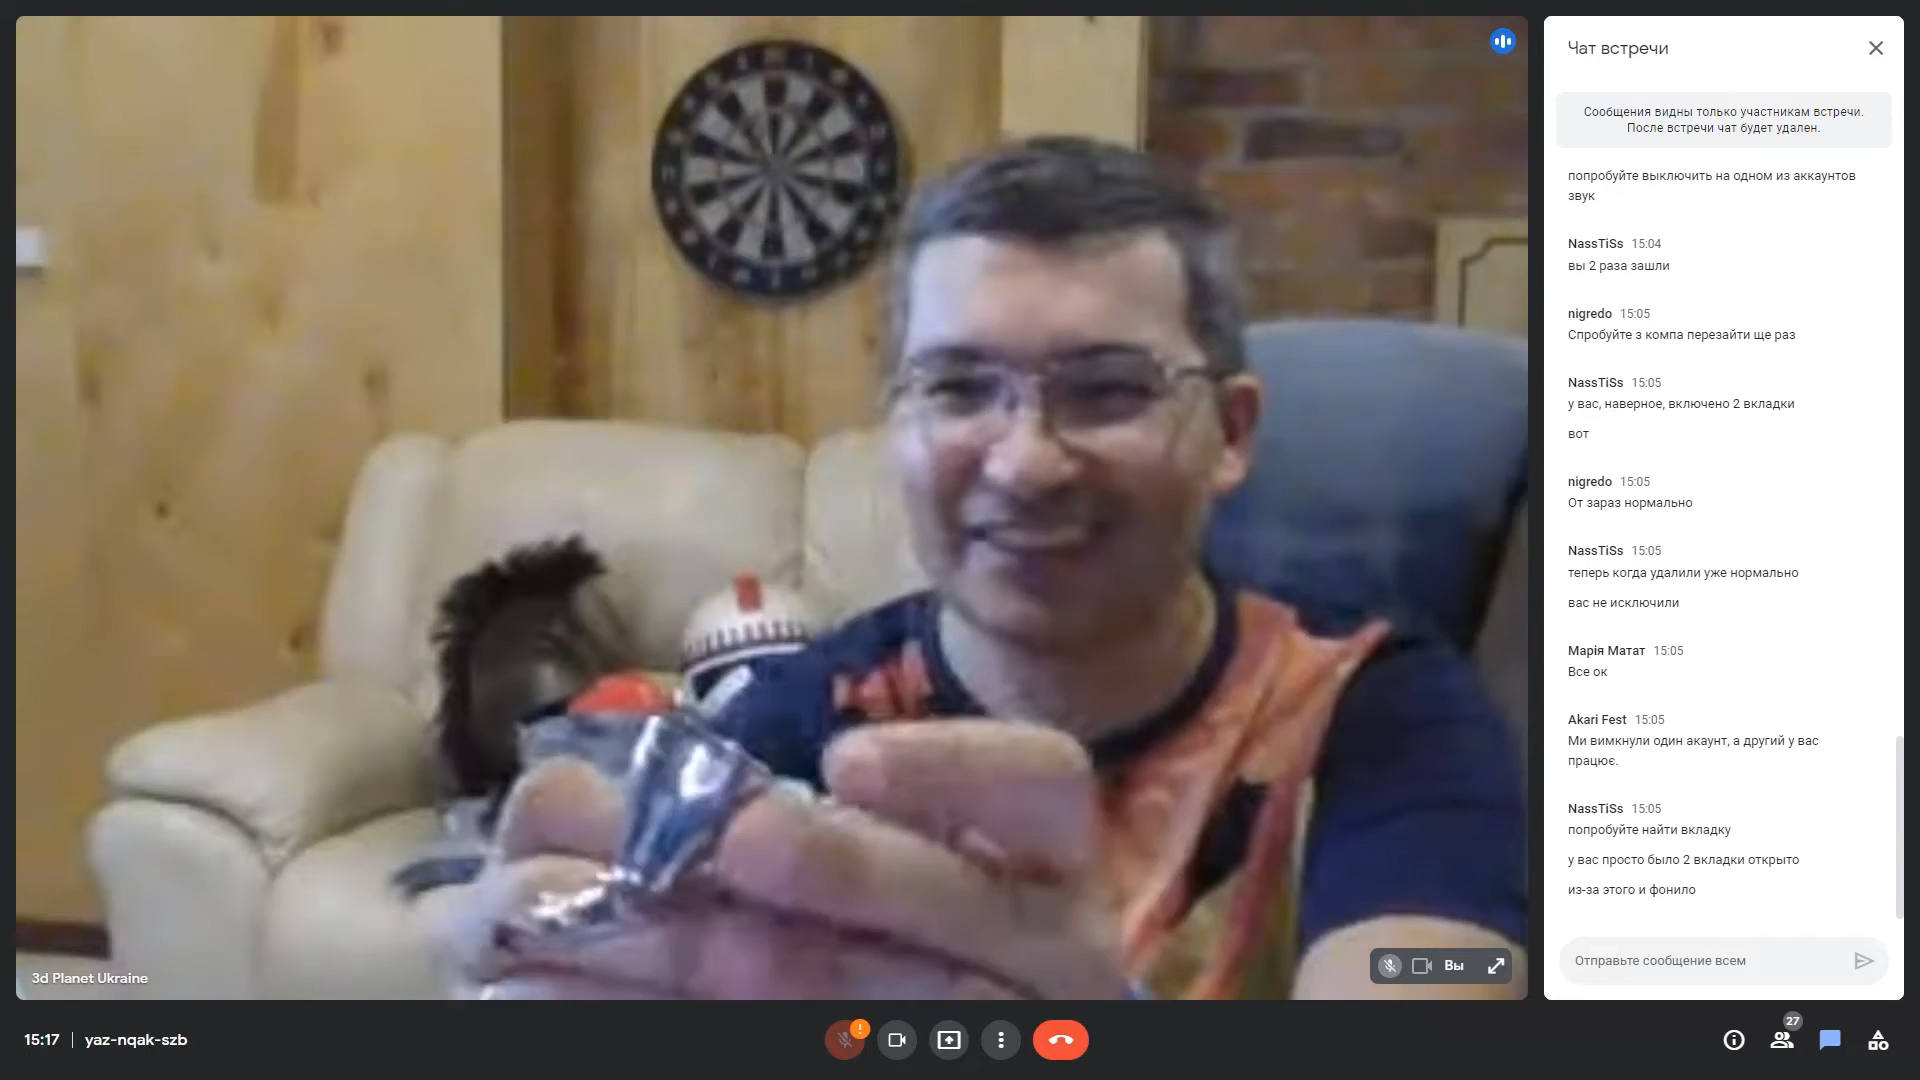 Чат встречи
Сообщения видны только участникам встречи.
После встречи чат будет удален.
попробуйте выключить на одном из аккаунтов
звук
NassTiSs 15:04
вы 2 раза зашли
nigredo 15:05
Спробуйте з компа перезайти ще раз
NassTiSs 15:05
у вас, наверное, включено 2 вкладки
вот
nigredo 15:05
От зараз нормально
NassTiSs 15:05
теперь когда удалили уже нормально
вас не исключили
Марія Матат 15:05
Все ок
Akari Fest 15:05
Ми вимкнули один акаунт, а другий у вас
працює.
NassTiSs 15:05
попробуйте найти вкладку
у вас просто было 2 вкладки открыто
из-за этого и фонило
Отправьте сообщение всем
3d Planet Ukraine
Вы
15:17 | yaz-nqak-szb
27